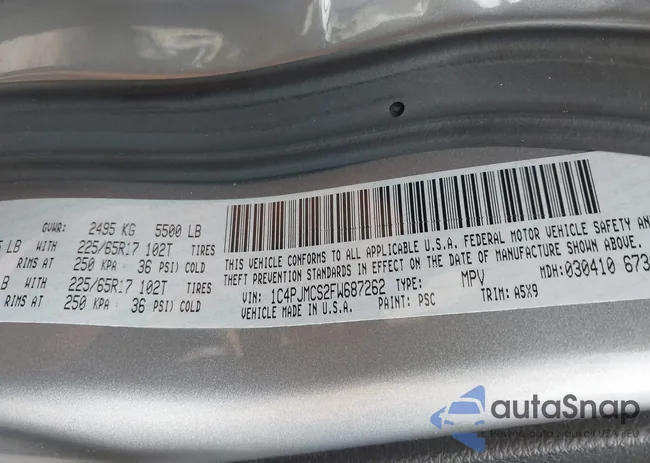 GVWR: 2495 KG 5500 LB
LB WITH 225/65R17 102T TIRES
RIMS AT 250 KPA 36 PSI) COLD
B WITH 225/65R17 102T TIRES
RIMS AT 250 KPA 36 PSI) COLD
THIS VEHICLE CONFORMS TO ALL APPLICABLE U.S.A. FEDERAL MOTOR VEHICLE SAFETY AND
THEFT PREVENTION STANDARDS IN EFFECT ON THE DATE OF MANUFACTURE SHOWN ABOVE.
VIN: 1C4PJMCS2FW687262 TYPE: MPV MDH:030410 673
VEHICLE MADE IN U.S.A. PAINT: PSC TRIM: A5X9
autaSnap